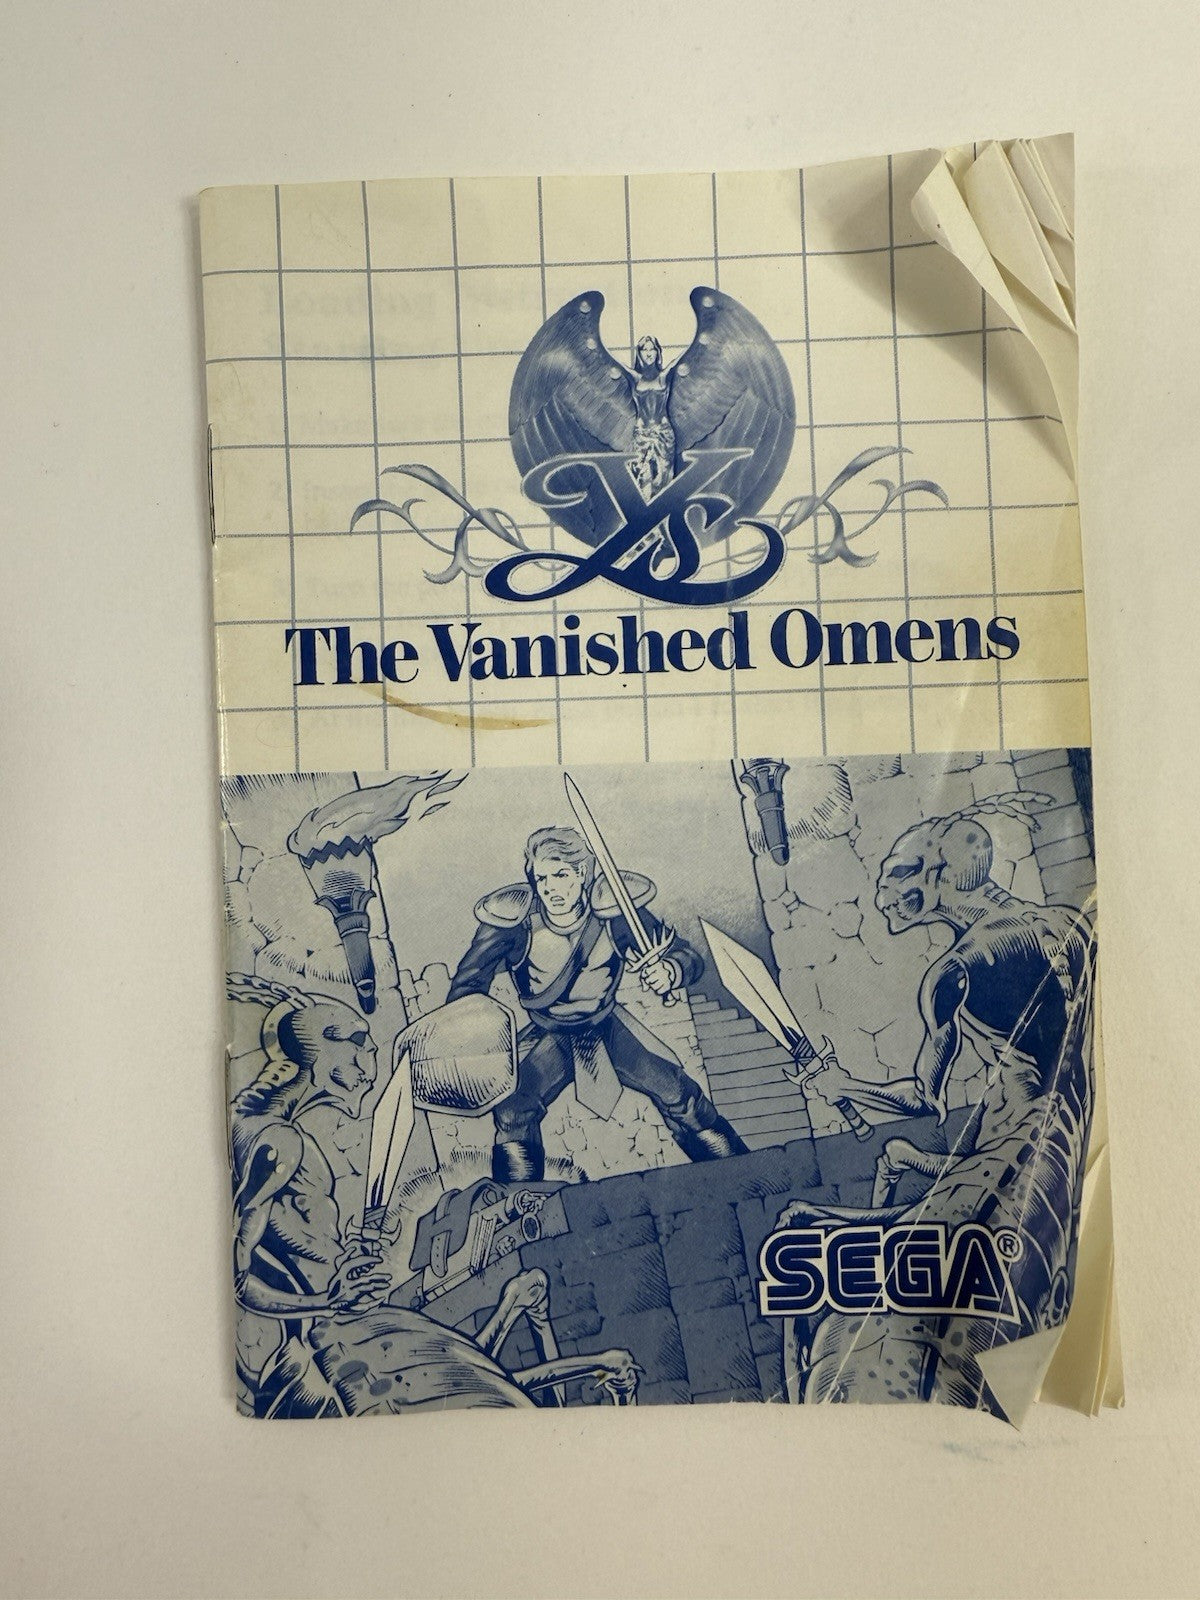 Ys
The Vanished Omens
SEGA®